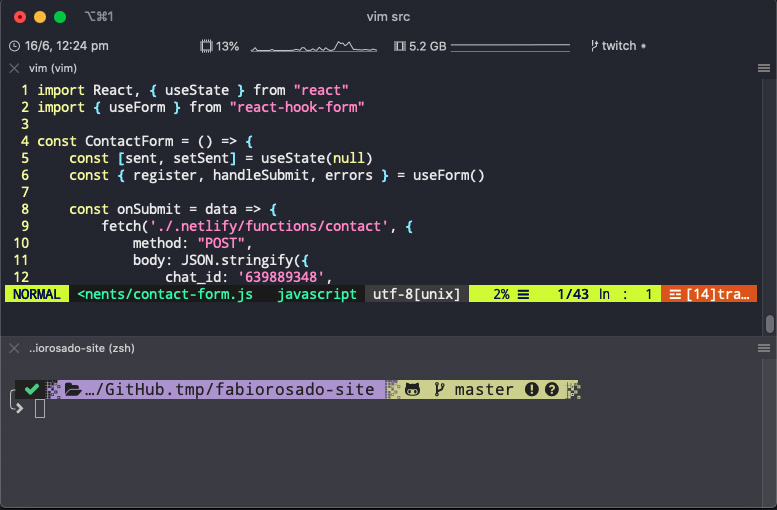 ⌥⌘1 vim src
16/6, 12:24 pm 13% 5.2 GB twitch •
vim (vim)
1 import React, { useState } from "react"
2 import { useForm } from "react-hook-form"
3
4 const ContactForm = () => {
5     const [sent, setSent] = useState(null)
6     const { register, handleSubmit, errors } = useForm()
7
8     const onSubmit = data => {
9         fetch('./.netlify/functions/contact', {
10             method: "POST",
11             body: JSON.stringify({
12                 chat_id: '639889348',
NORMAL <nents/contact-form.js javascript utf-8[unix] 2% ☰ 1/43 ln : 1 ☲ [14]tra…
..iorosado-site (zsh)
✔ …/GitHub.tmp/fabiorosado-site master ! ?